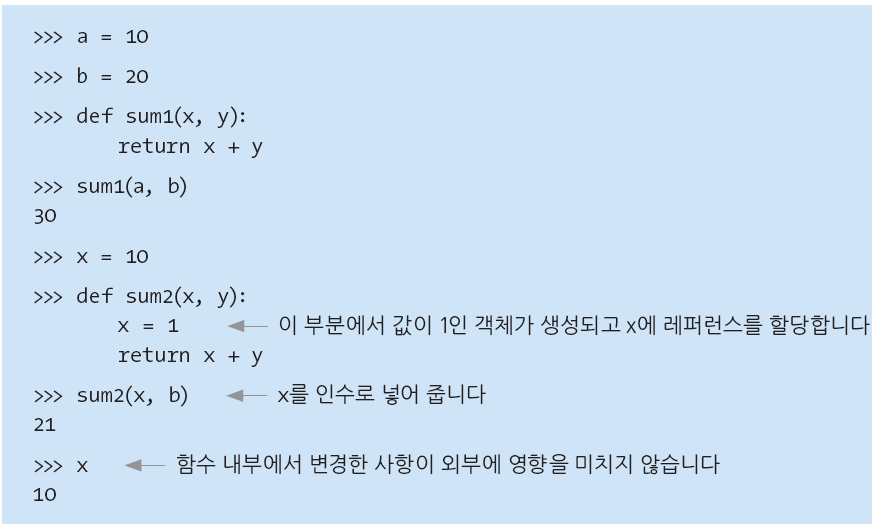 >>> a = 10
>>> b = 20
>>> def sum1(x, y):
        return x + y
>>> sum1(a, b)
30
>>> x = 10
>>> def sum2(x, y):
        x = 1 이 부분에서 값이 1인 객체가 생성되고 x에 레퍼런스를 할당합니다
        return x + y
>>> sum2(x, b) x를 인수로 넣어 줍니다
21
>>> x 함수 내부에서 변경한 사항이 외부에 영향을 미치지 않습니다
10